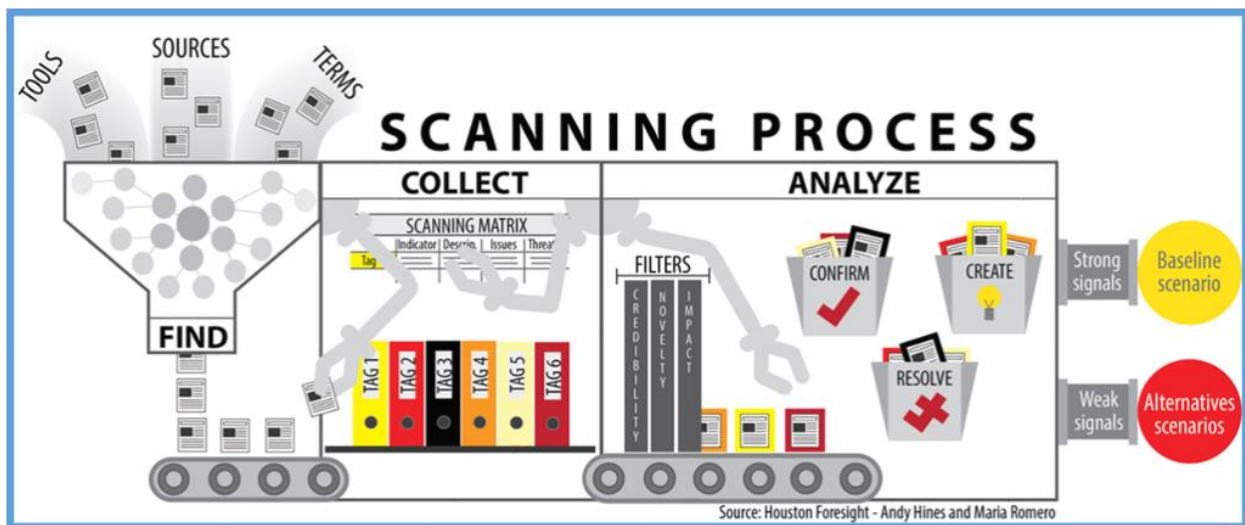 TOOLS
SOURCES
TERMS
SCANNING PROCESS
FIND
COLLECT
SCANNING MATRIX
Indicator Descrip. Issues Threat
Tag
TAG 1
TAG 2
TAG 3
TAG 4
TAG 5
TAG 6
ANALYZE
FILTERS
CREDIBILITY
NOVELTY
IMPACT
CONFIRM
CREATE
RESOLVE
Strong
signals
Baseline
scenario
Weak
signals
Alternatives
scenarios
Source: Houston Foresight - Andy Hines and Maria Romero